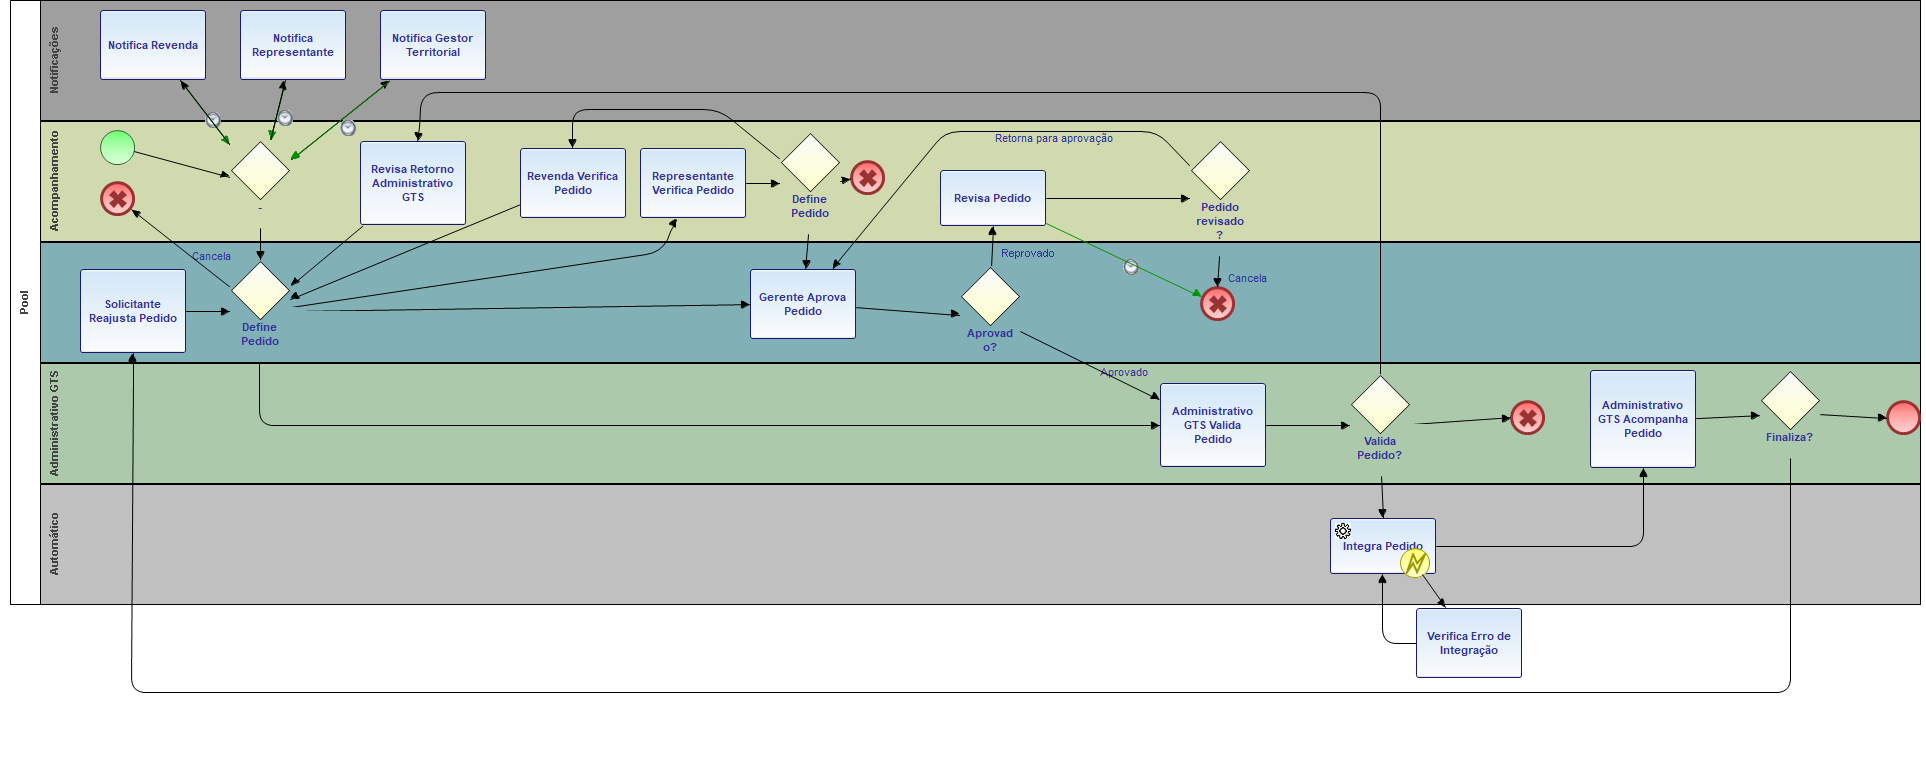 Pool
Notificações
Notifica Revenda
Notifica
Representante
Notifica Gestor
Territorial
Acompanhamento
-
Revisa Retorno
Administrativo
GTS
Revenda Verifica
Pedido
Representante
Verifica Pedido
Define
Pedido
Retorna para aprovação
Revisa Pedido
Pedido
revisado
?
Cancela
Solicitante
Reajusta Pedido
Define
Pedido
Gerente Aprova
Pedido
Reprovado
Aprovad
o?
Cancela
Administrativo GTS
Aprovado
Administrativo
GTS Valida
Pedido
Valida
Pedido?
Administrativo
GTS Acompanha
Pedido
Finaliza?
Automático
Integra Pedido
Verifica Erro de
Integração